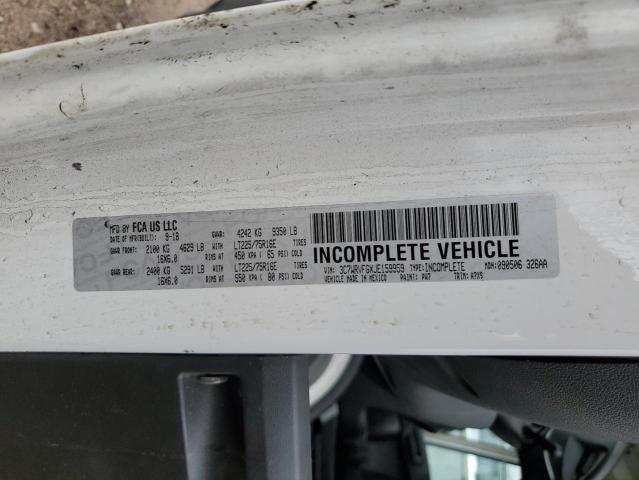 MFG BY FCA US LLC GVWR: 4242 KG 9350 LB
DATE OF MFR(BUILT): 9-18
GAWR FRONT: 2100 KG 4629 LB WITH LT225/75R16E TIRES
16X6.0 RIMS AT 450 KPA ( 65 PSI) COLD
GAWR REAR: 2400 KG 5291 LB WITH LT225/75R16E TIRES
16X6.0 RIMS AT 550 KPA ( 80 PSI) COLD
INCOMPLETE VEHICLE
VIN: 3C7WRVFGXJE159959 TYPE: INCOMPLETE MDH: 090506 326AA
VEHICLE MADE IN MEXICO PAINT: PW7 TRIM: